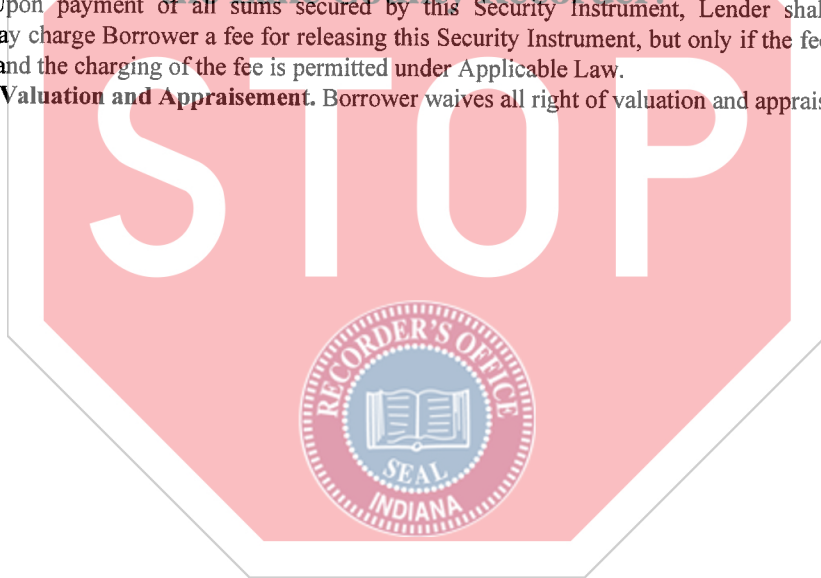 upon payment of all sums secured by this Security Instrument, Lender shal
ay charge Borrower a fee for releasing this Security Instrument, but only if the fe
and the charging of the fee is permitted under Applicable Law.
Valuation and Appraisement. Borrower waives all right of valuation and apprais
STOP
RECORDER'S OFFICE
SEAL
INDIANA